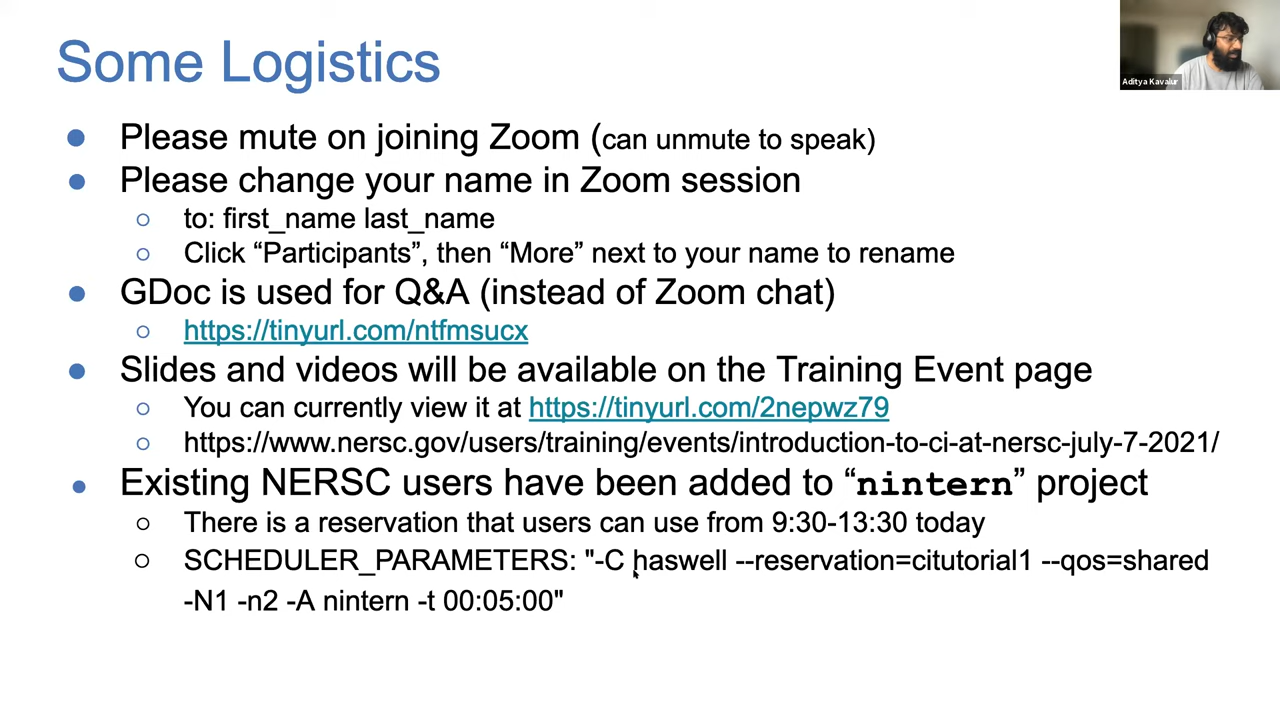 Some Logistics
Aditya Kavalur
● Please mute on joining Zoom (can unmute to speak)
● Please change your name in Zoom session
○ to: first_name last_name
○ Click “Participants”, then “More” next to your name to rename
● GDoc is used for Q&A (instead of Zoom chat)
○ https://tinyurl.com/ntfmsucx
● Slides and videos will be available on the Training Event page
○ You can currently view it at https://tinyurl.com/2nepwz79
○ https://www.nersc.gov/users/training/events/introduction-to-ci-at-nersc-july-7-2021/
● Existing NERSC users have been added to “nintern” project
○ There is a reservation that users can use from 9:30-13:30 today
○ SCHEDULER_PARAMETERS: "-C haswell --reservation=citutorial1 --qos=shared
-N1 -n2 -A nintern -t 00:05:00"